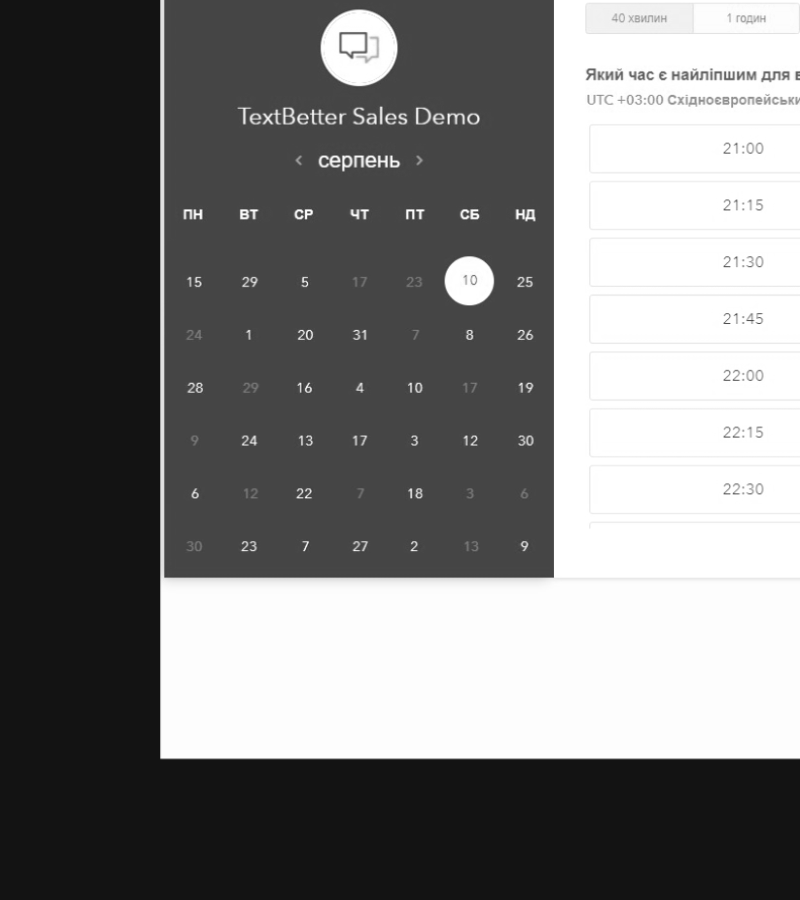 TextBetter Sales Demo
серпень
ПН ВТ СР ЧТ ПТ СБ НД
15 29 5 17 23 10 25
24 1 20 31 7 8 26
28 29 16 4 10 17 19
9 24 13 17 3 12 30
6 12 22 7 18 3 6
30 23 7 27 2 13 9
40 хвилин 1 годин
Який час є найліпшим для
UTC +03:00 Східноєвропейськи
21:00
21:15
21:30
21:45
22:00
22:15
22:30